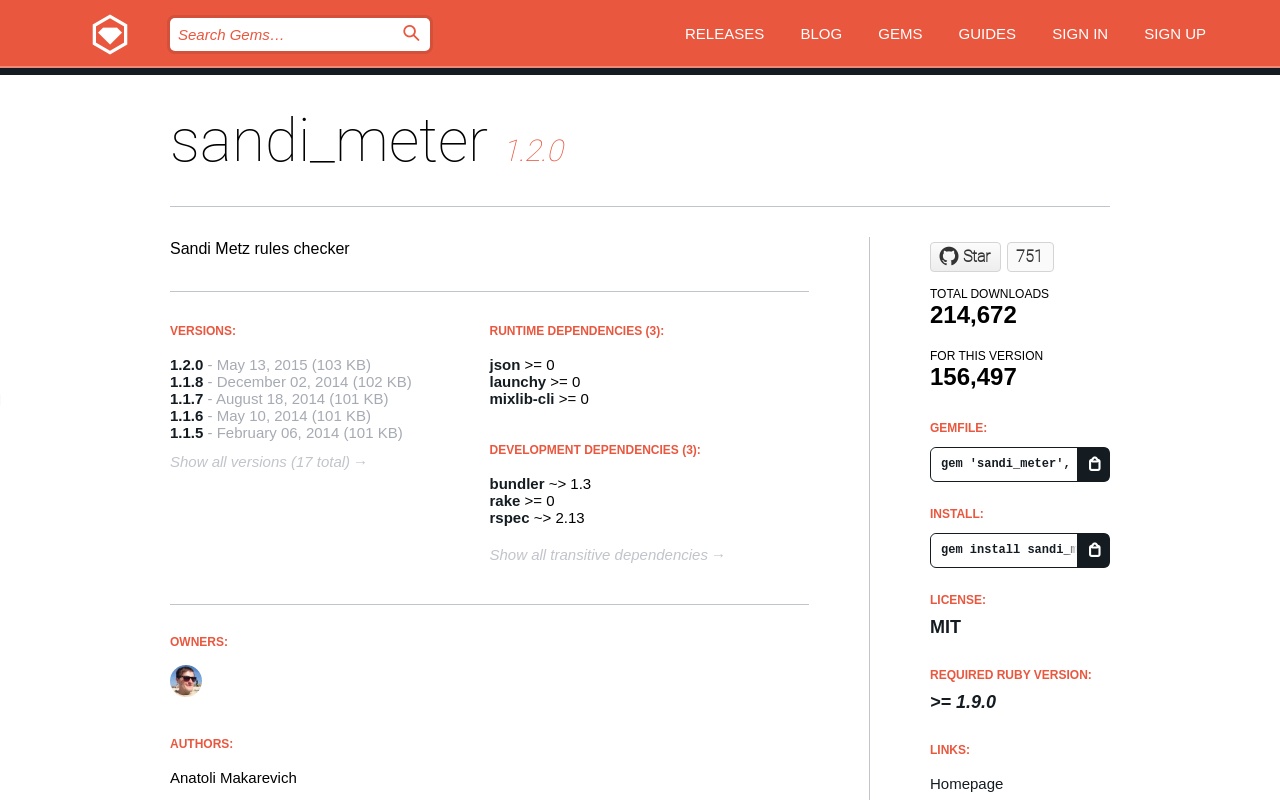 Search Gems…
RELEASES
BLOG
GEMS
GUIDES
SIGN IN
SIGN UP
sandi_meter 1.2.0
Sandi Metz rules checker
VERSIONS:
1.2.0 - May 13, 2015 (103 KB)
1.1.8 - December 02, 2014 (102 KB)
1.1.7 - August 18, 2014 (101 KB)
1.1.6 - May 10, 2014 (101 KB)
1.1.5 - February 06, 2014 (101 KB)
Show all versions (17 total) →
RUNTIME DEPENDENCIES (3):
json >= 0
launchy >= 0
mixlib-cli >= 0
DEVELOPMENT DEPENDENCIES (3):
bundler ~> 1.3
rake >= 0
rspec ~> 2.13
Show all transitive dependencies →
OWNERS:
AUTHORS:
Anatoli Makarevich
Star 751
TOTAL DOWNLOADS
214,672
FOR THIS VERSION
156,497
GEMFILE:
gem 'sandi_meter',
INSTALL:
gem install sandi_m
LICENSE:
MIT
REQUIRED RUBY VERSION:
>= 1.9.0
LINKS:
Homepage